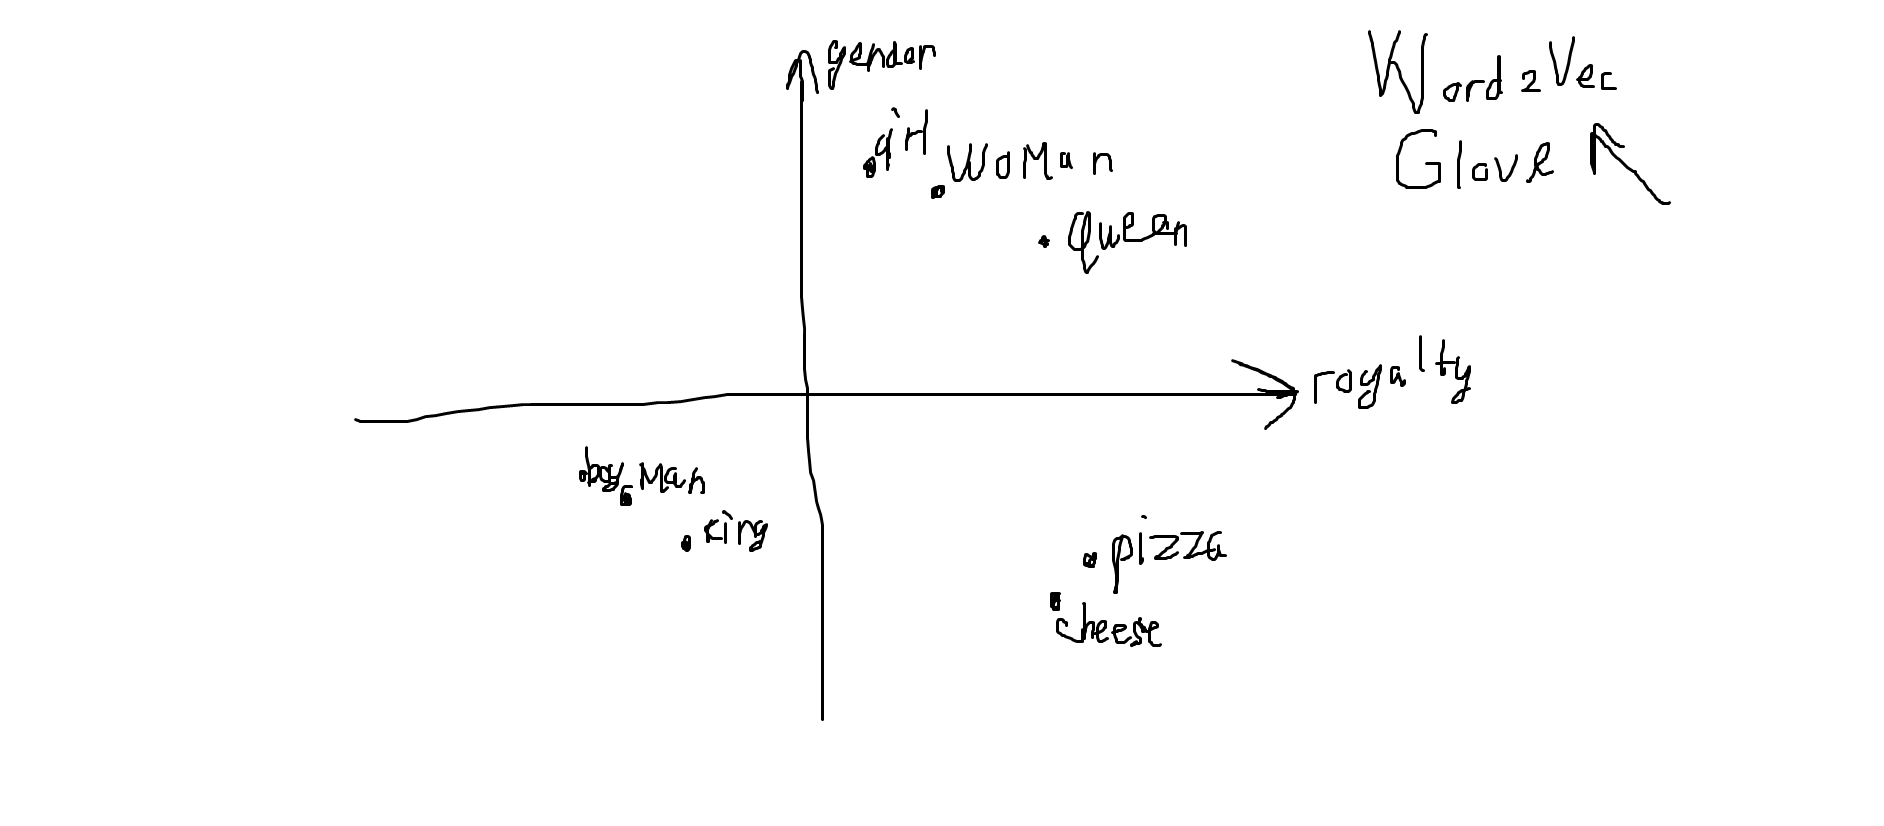 gender
Word2Vec
Glove
girl
Woman
queen
royalty
boy
Man
king
pizza
cheese